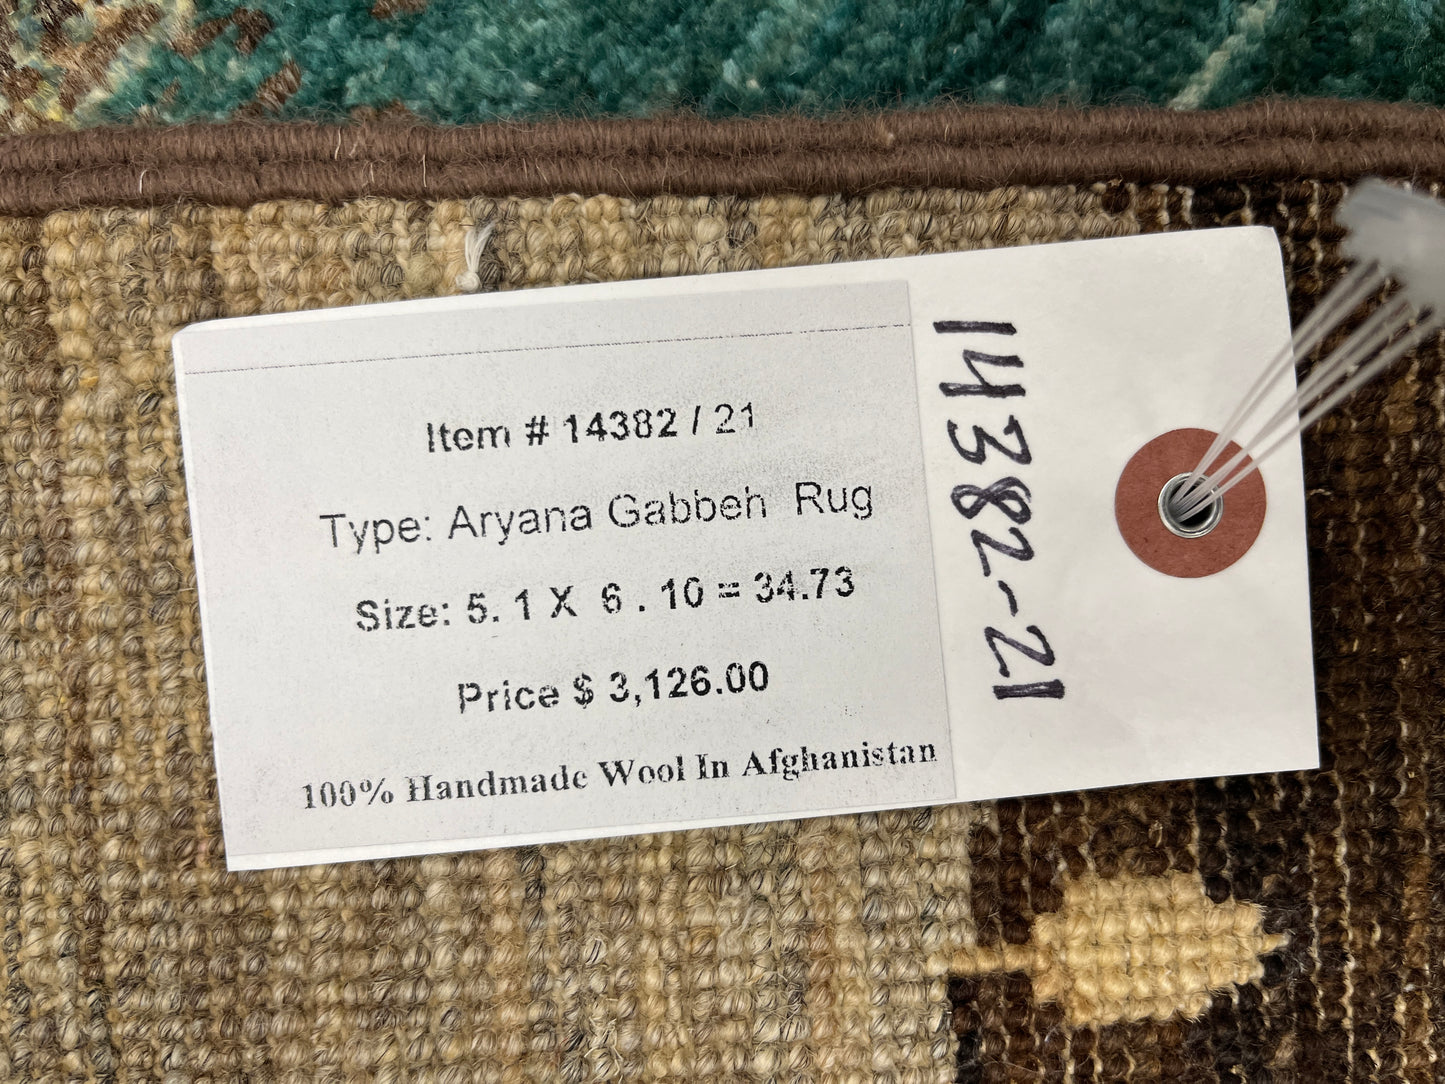 Item # 14382 / 21
Type: Aryana Gabbeh Rug
Size: 5. 1 X 6 . 10 = 34.73
Price $ 3,126.00
100% Handmade Wool In Afghanistan
14382-21